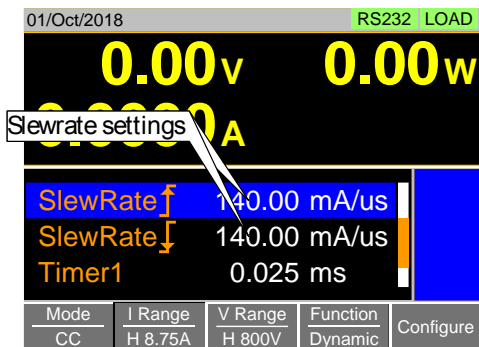 01/Oct/2018 RS232 LOAD
0.00V 0.00W
A
Slewrate settings
SlewRate 140.00 mA/us
SlewRate 140.00 mA/us
Timer1 0.025 ms
Mode I Range V Range Function Configure
CC H 8.75A H 800V Dynamic